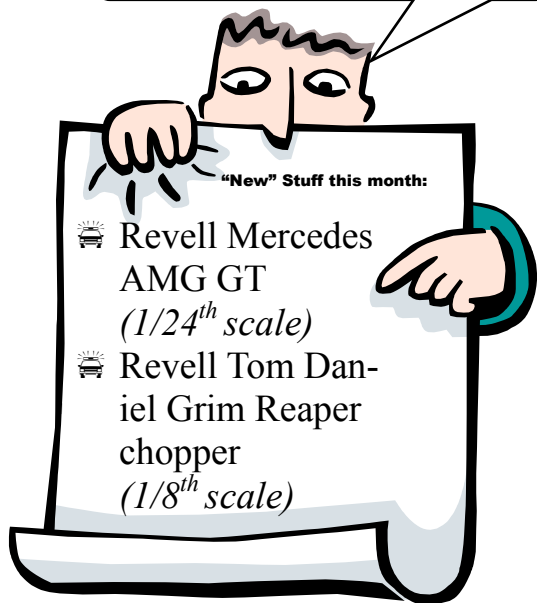 “New” Stuff this month:
Revell Mercedes
AMG GT
(1/24th scale)
Revell Tom Dan-
iel Grim Reaper
chopper
(1/8th scale)